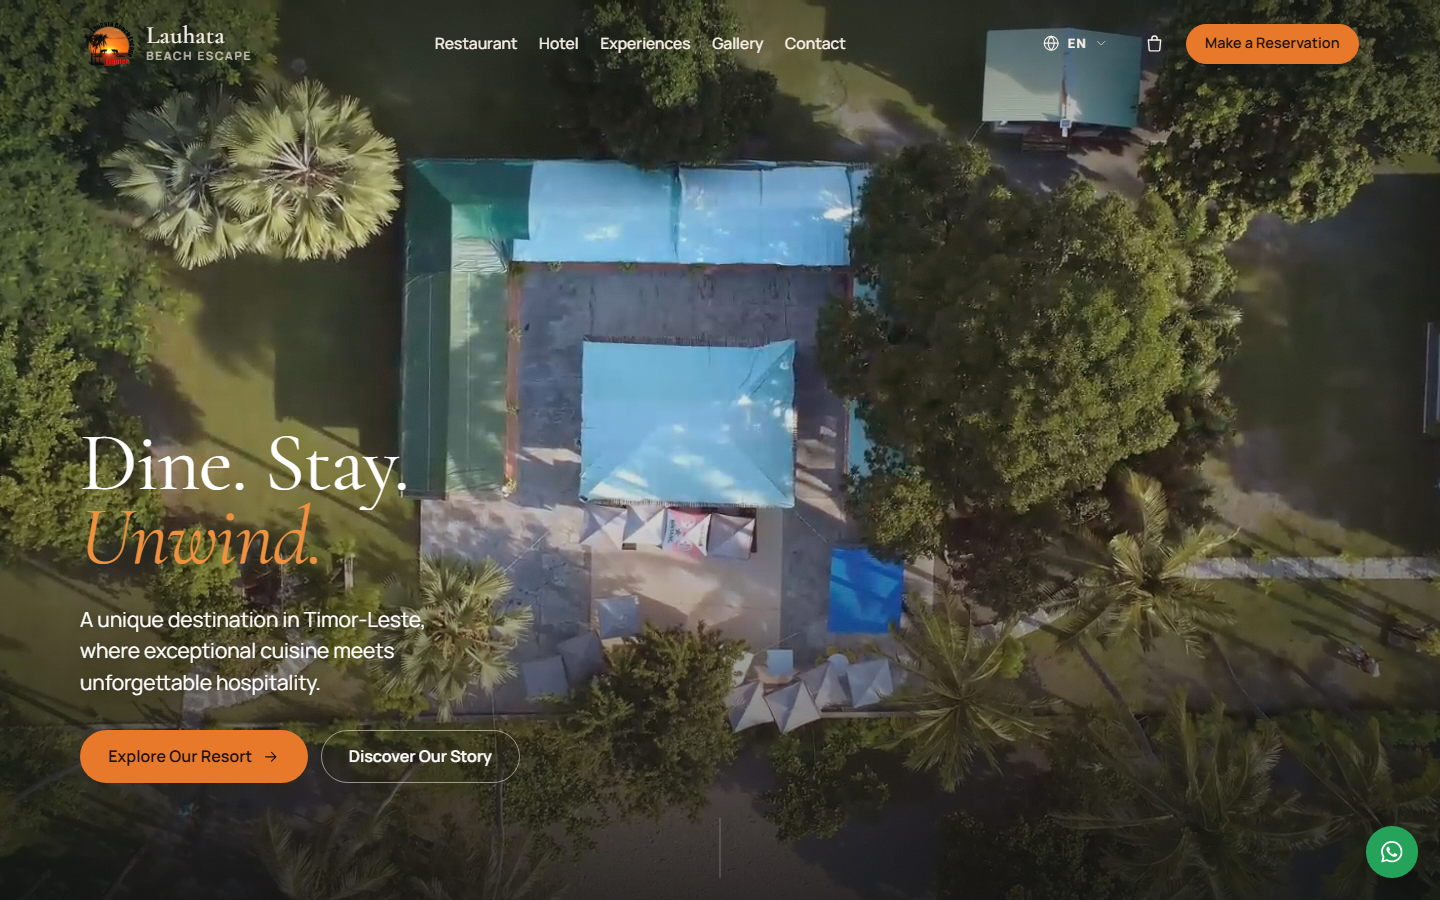 Lauhata
BEACH ESCAPE
Restaurant
Hotel
Experiences
Gallery
Contact
EN
Make a Reservation
Dine. Stay.
Unwind.
A unique destination in Timor-Leste,
where exceptional cuisine meets
unforgettable hospitality.
Explore Our Resort →
Discover Our Story